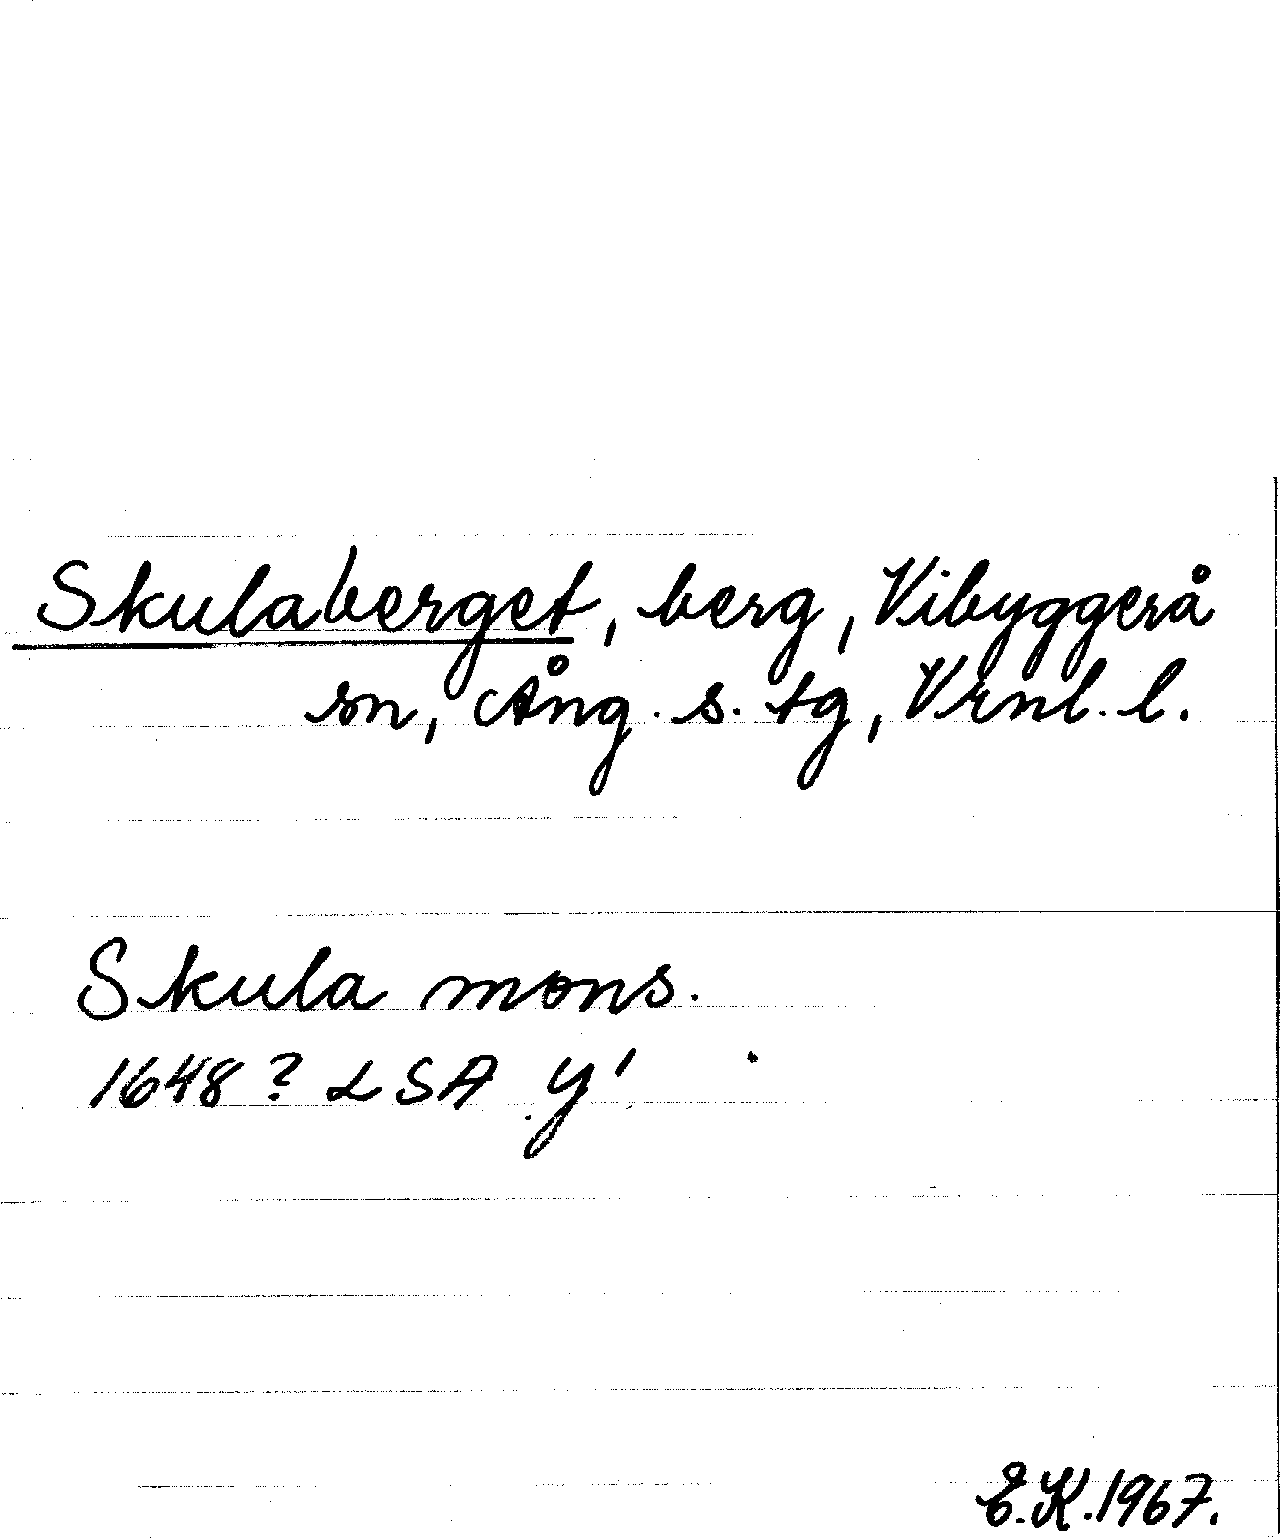 Skulaberget, berg, Vibyggerå
sn, Ång. s. tg, Vrnl. l.
Skula mons.
1648? LSA Y'
E.K. 1967.